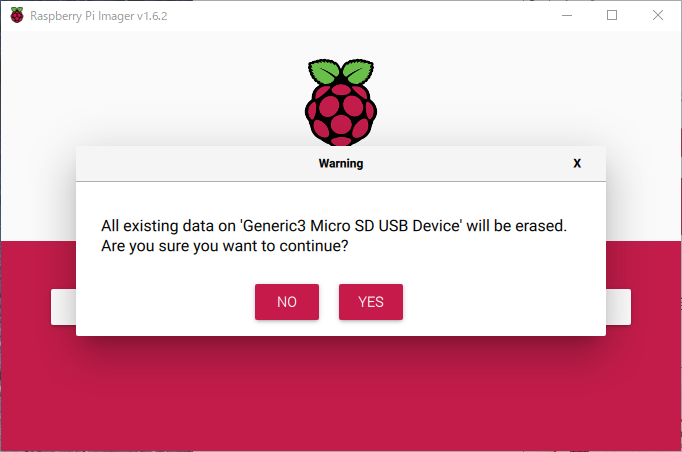 Raspberry Pi Imager v1.6.2
Warning
X
All existing data on 'Generic3 Micro SD USB Device' will be erased.
Are you sure you want to continue?
NO
YES